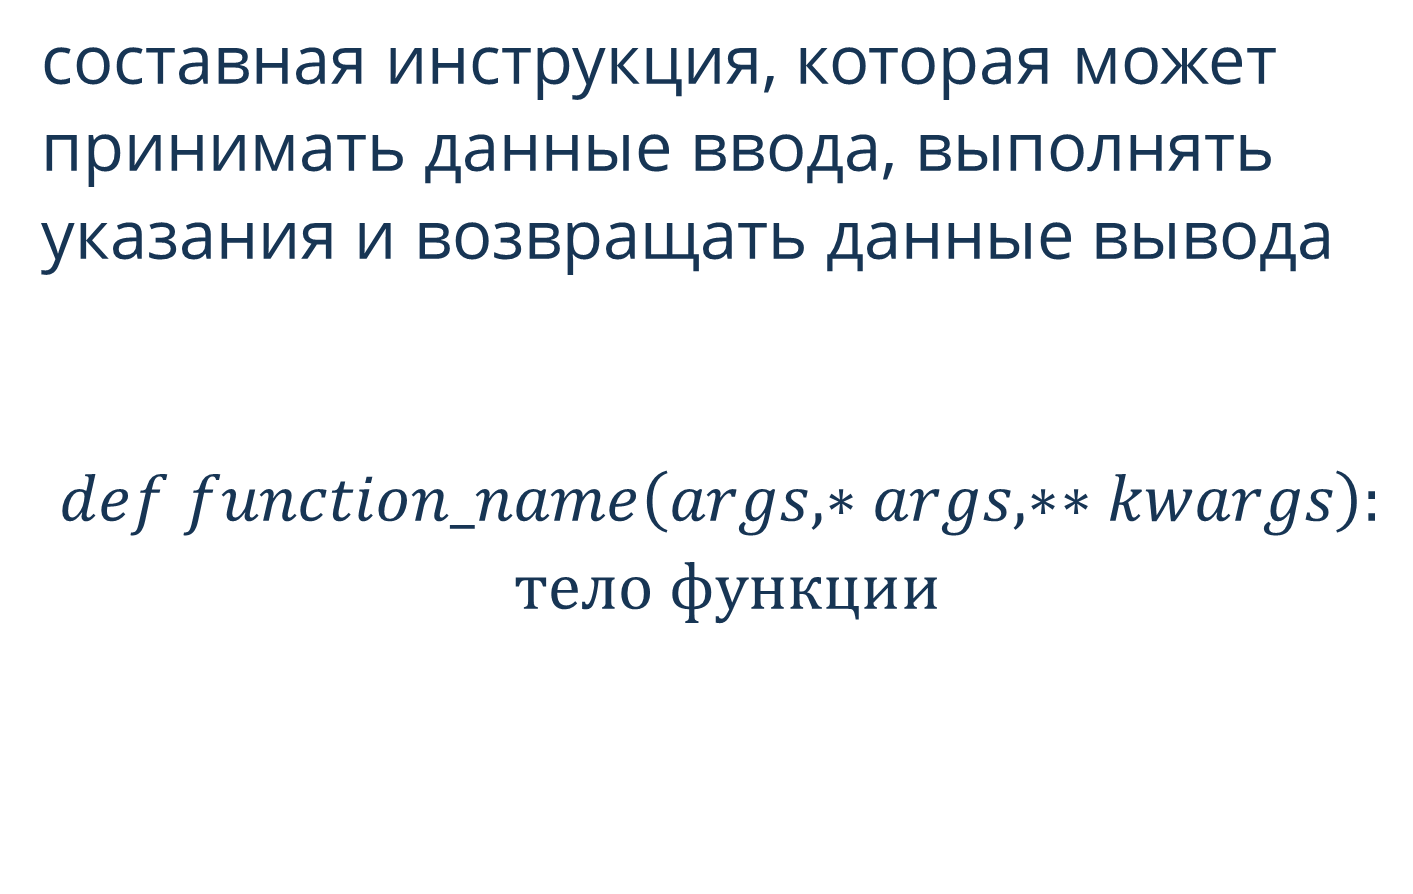 составная инструкция, которая может
принимать данные ввода, выполнять
указания и возвращать данные вывода
def function_name(args,∗ args,∗∗ kwargs):
тело функции